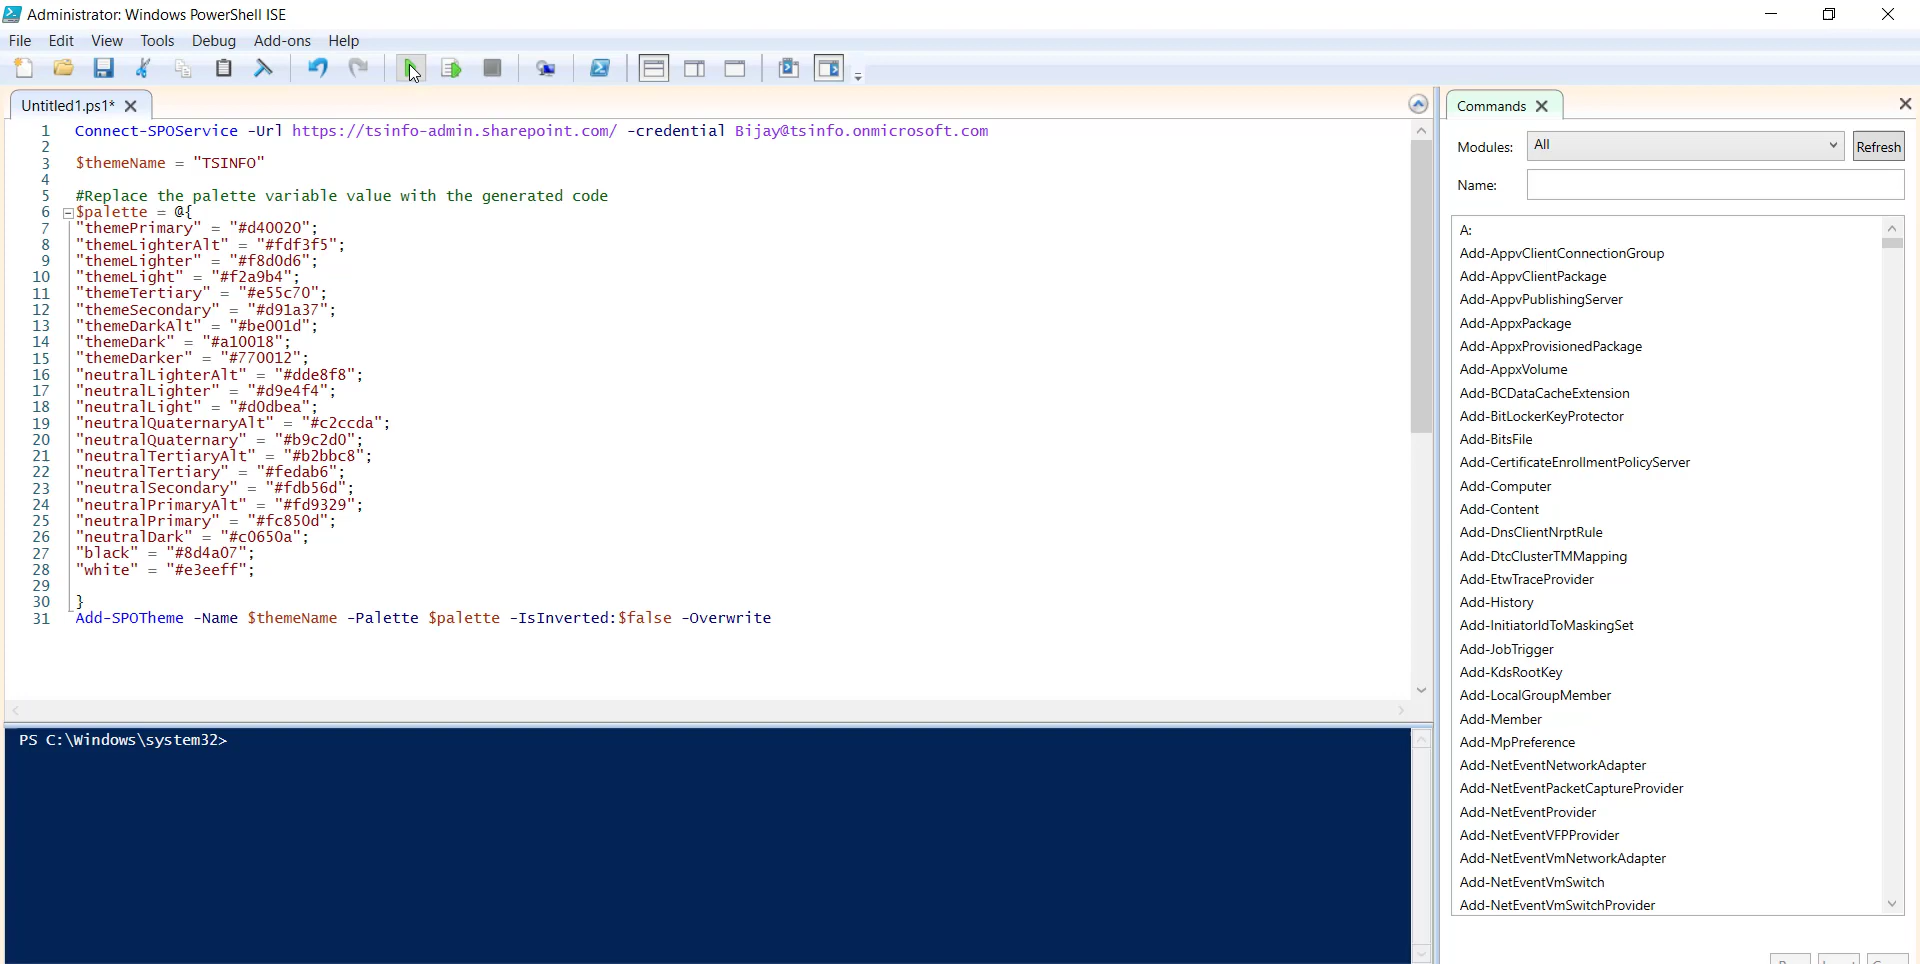 Administrator: Windows PowerShell ISE
File Edit View Tools Debug Add-ons Help
Untitled1.ps1*
1 Connect-SPOService -Url https://tsinfo-admin.sharepoint.com/ -credential Bijay@tsinfo.onmicrosoft.com
2
3 $themeName = "TSINFO"
4
5 #Replace the palette variable value with the generated code
6 $palette = @{
7 "themePrimary" = "#d40020";
8 "themeLighterAlt" = "#fdf3f5";
9 "themeLighter" = "#f8d0d6";
10 "themeLight" = "#f2a9b4";
11 "themeTertiary" = "#e55c70";
12 "themeSecondary" = "#d91a37";
13 "themeDarkAlt" = "#be001d";
14 "themeDark" = "#a10018";
15 "themeDarker" = "#770012";
16 "neutralLighterAlt" = "#dde8f8";
17 "neutralLighter" = "#d9e4f4";
18 "neutralLight" = "#d0dbea";
19 "neutralQuaternaryAlt" = "#c2ccda";
20 "neutralQuaternary" = "#b9c2d0";
21 "neutralTertiaryAlt" = "#b2bbc8";
22 "neutralTertiary" = "#fedab6";
23 "neutralSecondary" = "#fdb56d";
24 "neutralPrimaryAlt" = "#fd9329";
25 "neutralPrimary" = "#fc850d";
26 "neutralDark" = "#c0650a";
27 "black" = "#8d4a07";
28 "white" = "#e3eeff";
29
30 }
31 Add-SPOTheme -Name $themeName -Palette $palette -IsInverted:$false -Overwrite
PS C:\Windows\system32>
Commands
Modules: All Refresh
Name:
A:
Add-AppvClientConnectionGroup
Add-AppvClientPackage
Add-AppvPublishingServer
Add-AppxPackage
Add-AppxProvisionedPackage
Add-AppxVolume
Add-BCDataCacheExtension
Add-BitLockerKeyProtector
Add-BitsFile
Add-CertificateEnrollmentPolicyServer
Add-Computer
Add-Content
Add-DnsClientNrptRule
Add-DtcClusterTMMapping
Add-EtwTraceProvider
Add-History
Add-InitiatorIdToMaskingSet
Add-JobTrigger
Add-KdsRootKey
Add-LocalGroupMember
Add-Member
Add-MpPreference
Add-NetEventNetworkAdapter
Add-NetEventPacketCaptureProvider
Add-NetEventProvider
Add-NetEventVFPProvider
Add-NetEventVmNetworkAdapter
Add-NetEventVmSwitch
Add-NetEventVmSwitchProvider